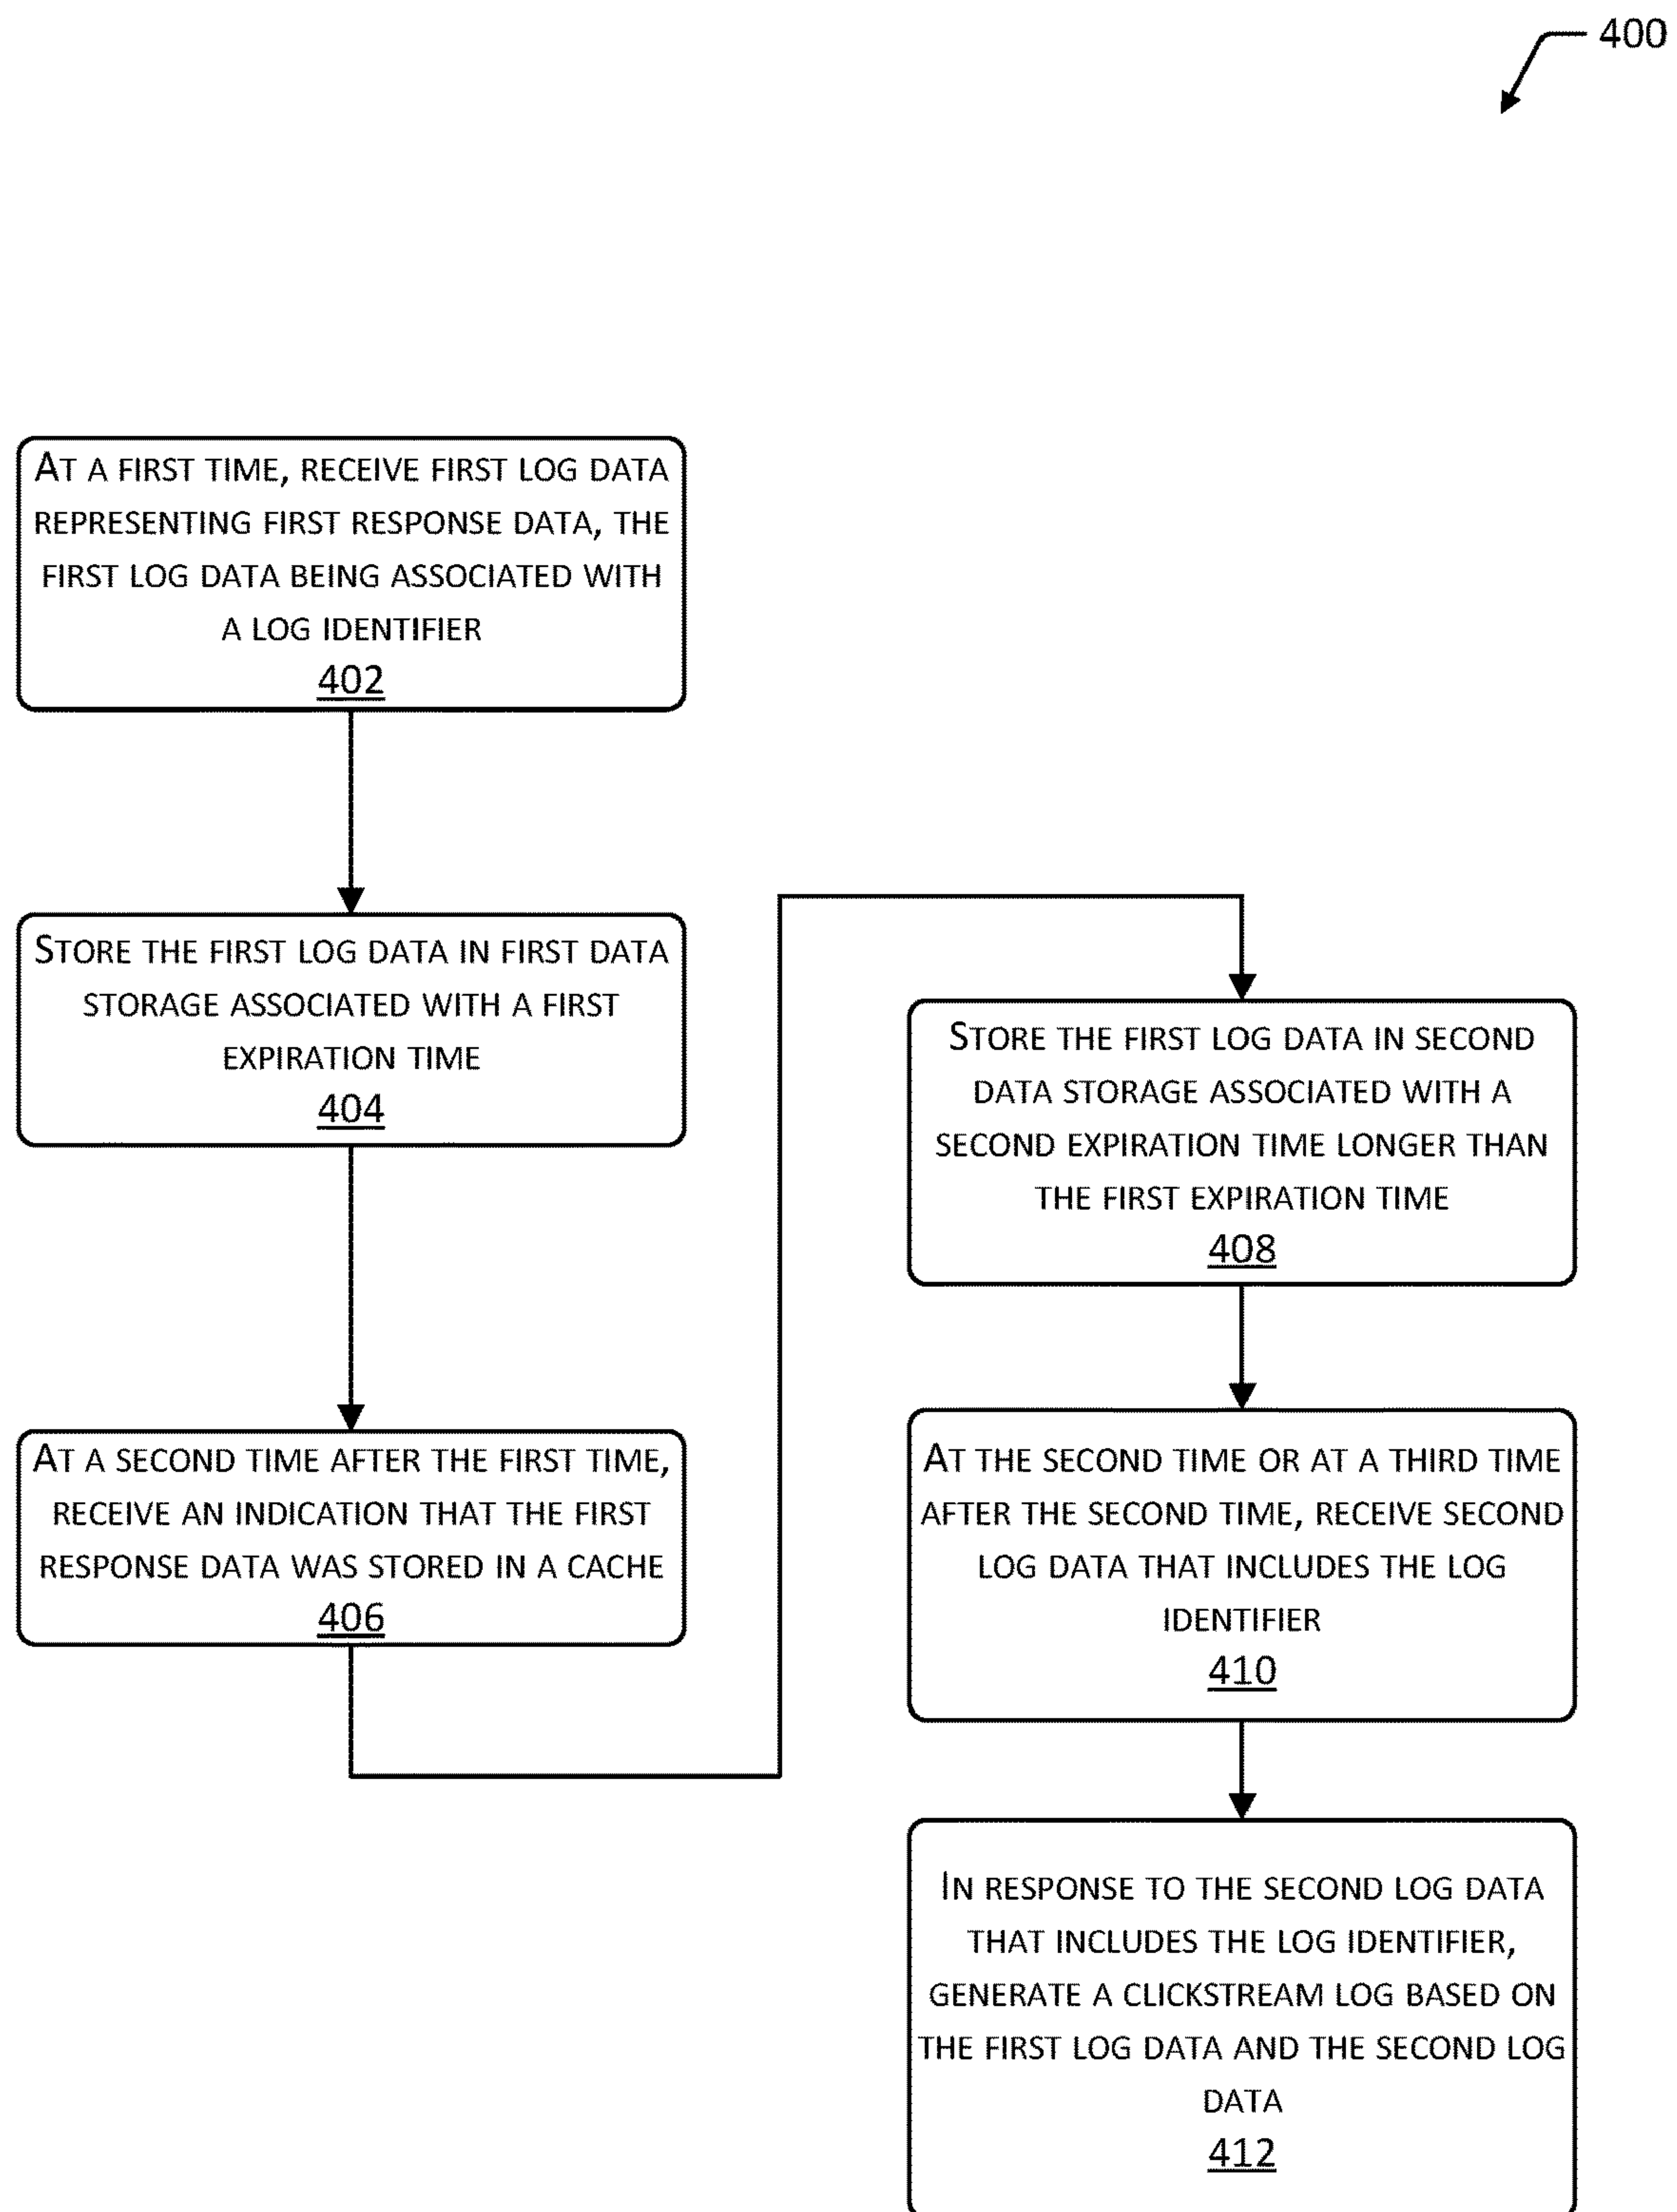 400
AT A FIRST TIME, RECEIVE FIRST LOG DATA
REPRESENTING FIRST RESPONSE DATA, THE
FIRST LOG DATA BEING ASSOCIATED WITH
A LOG IDENTIFIER
402
STORE THE FIRST LOG DATA IN FIRST DATA
STORAGE ASSOCIATED WITH A FIRST
EXPIRATION TIME
404
AT A SECOND TIME AFTER THE FIRST TIME,
RECEIVE AN INDICATION THAT THE FIRST
RESPONSE DATA WAS STORED IN A CACHE
406
STORE THE FIRST LOG DATA IN SECOND
DATA STORAGE ASSOCIATED WITH A
SECOND EXPIRATION TIME LONGER THAN
THE FIRST EXPIRATION TIME
408
AT THE SECOND TIME OR AT A THIRD TIME
AFTER THE SECOND TIME, RECEIVE SECOND
LOG DATA THAT INCLUDES THE LOG
IDENTIFIER
410
IN RESPONSE TO THE SECOND LOG DATA
THAT INCLUDES THE LOG IDENTIFIER,
GENERATE A CLICKSTREAM LOG BASED ON
THE FIRST LOG DATA AND THE SECOND LOG
DATA
412